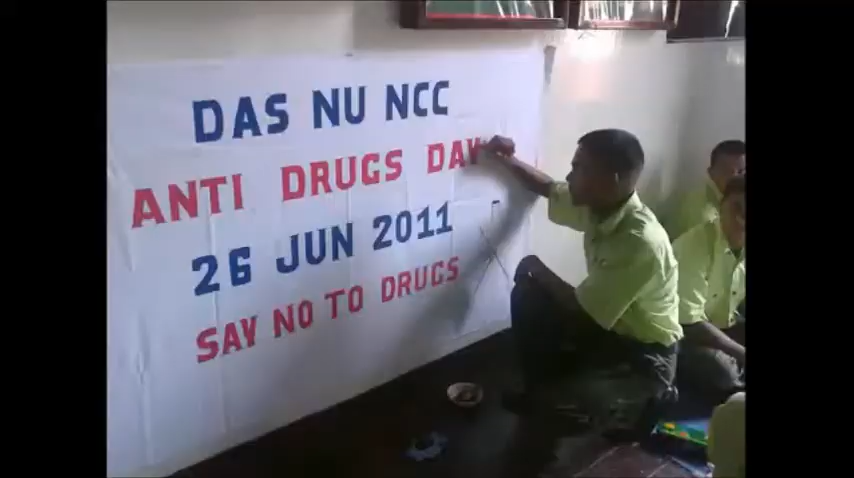 DAS NU NCC
ANTI DRUGS DAY
26 JUN 2011
SAY NO TO DRUGS